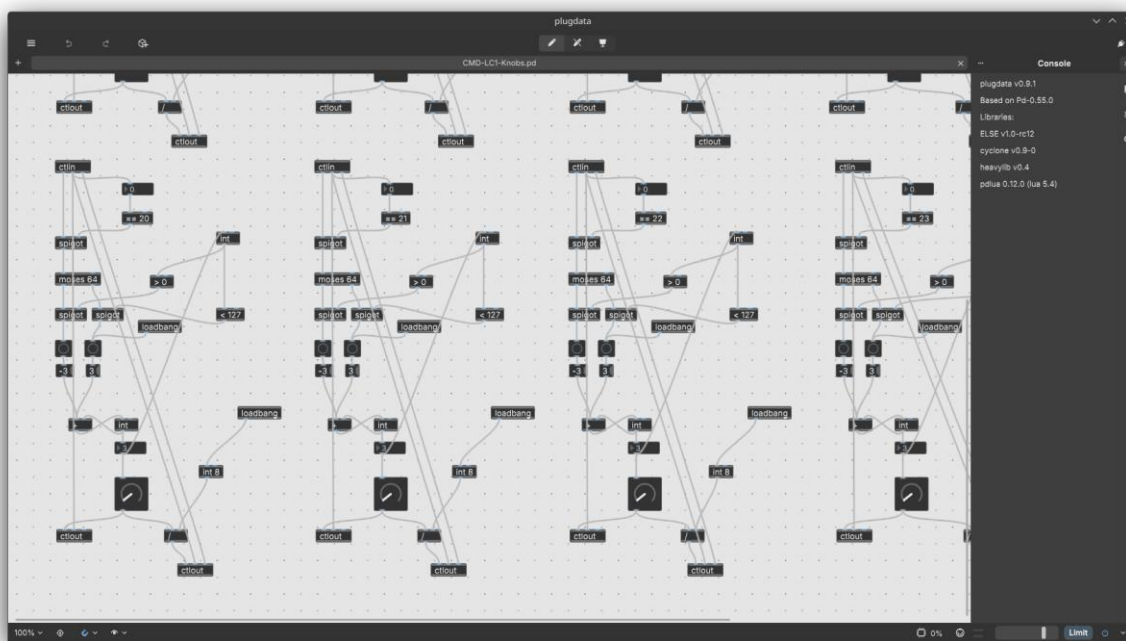 plugdata
+ CMD-LC1-Knobs.pd × Console
plugdata v0.9.1
Based on Pd-0.55.0
Libraries:
ELSE v1.0-rc12
cyclone v0.9-0
heavylib v0.4
pdlua 0.12.0 (lua 5.4)
ctlout / ctlout / ctlout / ctlout /
ctlout ctlout ctlout
ctlin ctlin ctlin ctlin
0 0 0 0
== 20 == 21 == 22 == 23
spigot int spigot int spigot int spigot
moses 64 > 0 moses 64 > 0 moses 64 > 0 moses 64 > 0
spigot spigot < 127 spigot spigot < 127 spigot spigot < 127 spigot spigot
loadbang loadbang loadbang loadbang
-3 3 -3 3 -3 3 -3 3
loadbang loadbang loadbang
+ int + int + int + int
3 3 3 3
int 8 int 8 int 8
ctlout / ctlout / ctlout / ctlout /
ctlout ctlout ctlout
100% 0% Limit